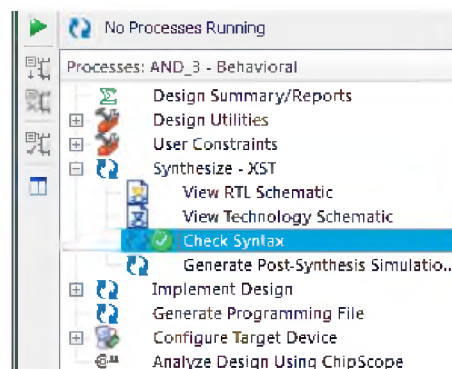 No Processes Running
Processes: AND_3 - Behavioral
Design Summary/Reports
Design Utilities
User Constraints
Synthesize - XST
View RTL Schematic
View Technology Schematic
Check Syntax
Generate Post-Synthesis Simulatio...
Implement Design
Generate Programming File
Configure Target Device
Analyze Design Using ChipScope